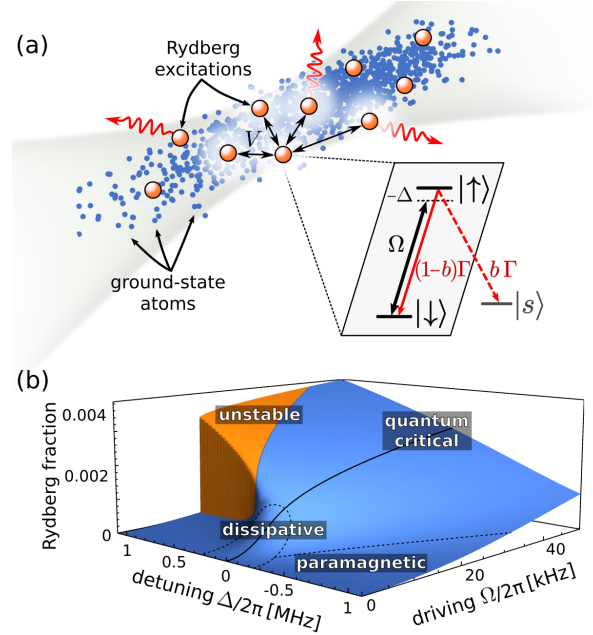 (a)
Rydberg
excitations
V
ground-state
atoms
-Δ
|↑⟩
Ω
(1-b)Γ
b Γ
|↓⟩
|s⟩
(b)
0.004
0.002
0
Rydberg fraction
unstable
quantum
critical
dissipative
paramagnetic
1
0.5
0
-0.5
1
detuning Δ/2π [MHz]
0
20
40
driving Ω/2π [kHz]